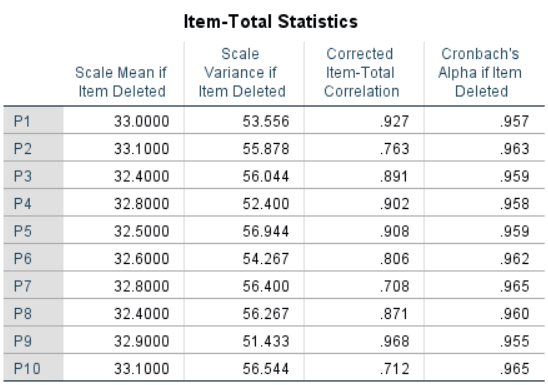 Item-Total Statistics
Scale Mean if Item Deleted Scale Variance if Item Deleted Corrected Item-Total Correlation Cronbach's Alpha if Item Deleted
P1 33.0000 53.556 .927 .957
P2 33.1000 55.878 .763 .963
P3 32.4000 56.044 .891 .959
P4 32.8000 52.400 .902 .958
P5 32.5000 56.944 .908 .959
P6 32.6000 54.267 .806 .962
P7 32.8000 56.400 .708 .965
P8 32.4000 56.267 .871 .960
P9 32.9000 51.433 .968 .955
P10 33.1000 56.544 .712 .965